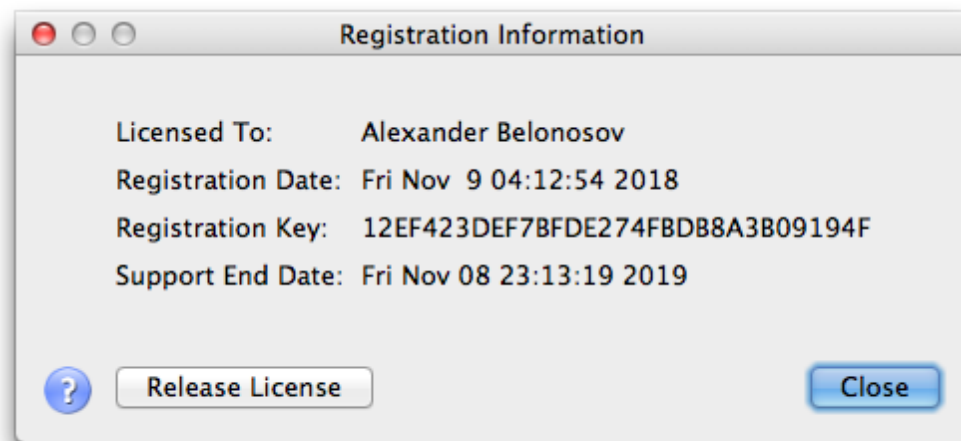 Registration Information
Licensed To: Alexander Belonosov
Registration Date: Fri Nov  9 04:12:54 2018
Registration Key: 12EF423DEF7BFDE274FBDB8A3B09194F
Support End Date: Fri Nov 08 23:13:19 2019
? Release License Close